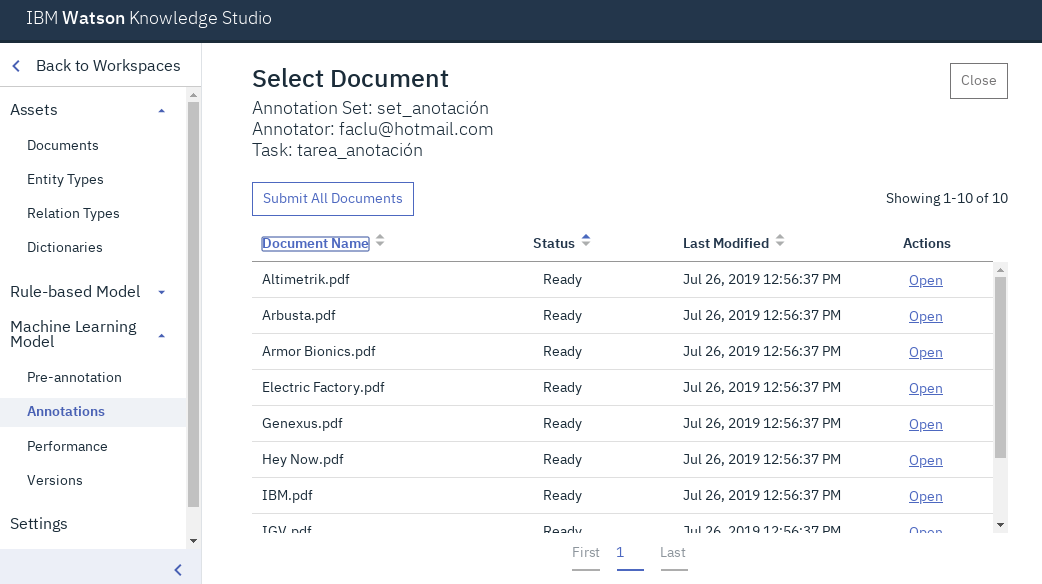 IBM Watson Knowledge Studio
Back to Workspaces
Assets
Documents
Entity Types
Relation Types
Dictionaries
Rule-based Model
Machine Learning
Model
Pre-annotation
Annotations
Performance
Versions
Settings
Select Document
Close
Annotation Set: set_anotación
Annotator: faclu@hotmail.com
Task: tarea_anotación
Submit All Documents
Showing 1-10 of 10
Document Name Status Last Modified Actions
Altimetrik.pdf Ready Jul 26, 2019 12:56:37 PM Open
Arbusta.pdf Ready Jul 26, 2019 12:56:37 PM Open
Armor Bionics.pdf Ready Jul 26, 2019 12:56:37 PM Open
Electric Factory.pdf Ready Jul 26, 2019 12:56:37 PM Open
Genexus.pdf Ready Jul 26, 2019 12:56:37 PM Open
Hey Now.pdf Ready Jul 26, 2019 12:56:37 PM Open
IBM.pdf Ready Jul 26, 2019 12:56:37 PM Open
IGV.pdf Ready Jul 26, 2019 12:56:37 PM Open
First 1 Last